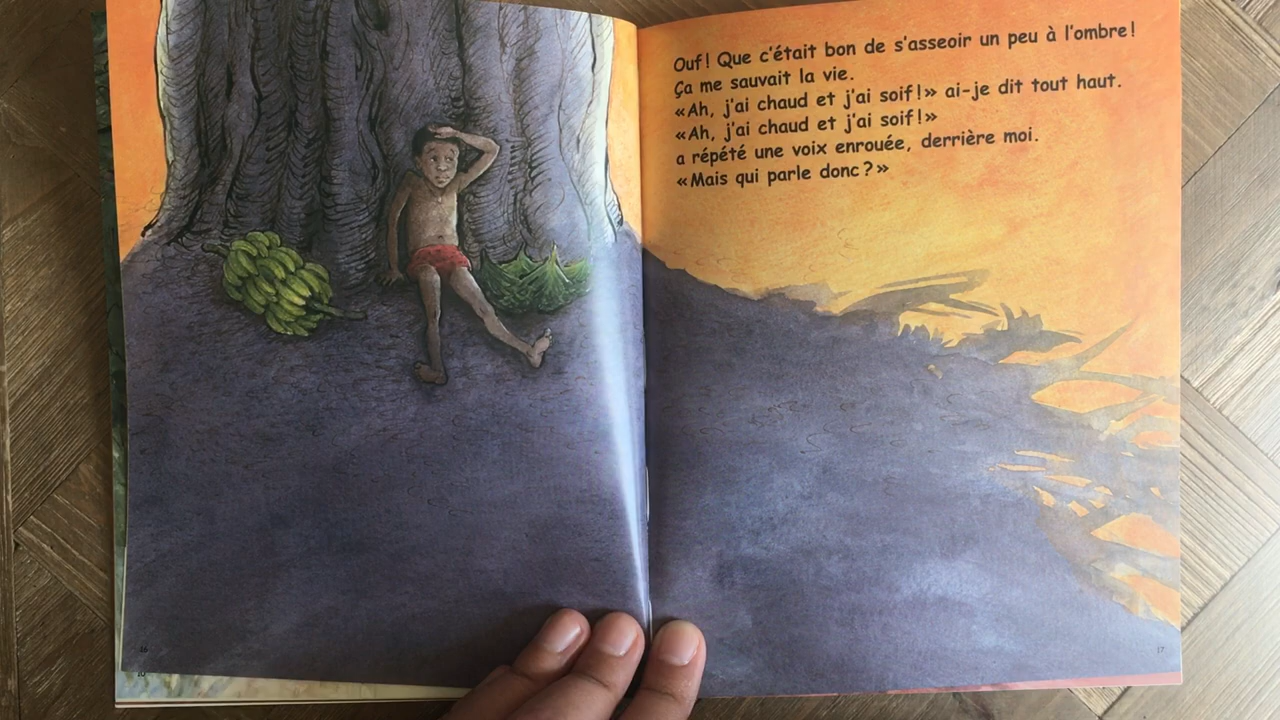 Ouf! Que c'était bon de s'asseoir un peu à l'ombre!
Ça me sauvait la vie.
«Ah, j'ai chaud et j'ai soif!» ai-je dit tout haut.
«Ah, j'ai chaud et j'ai soif!»
a répété une voix enrouée, derrière moi.
«Mais qui parle donc?»
16
17